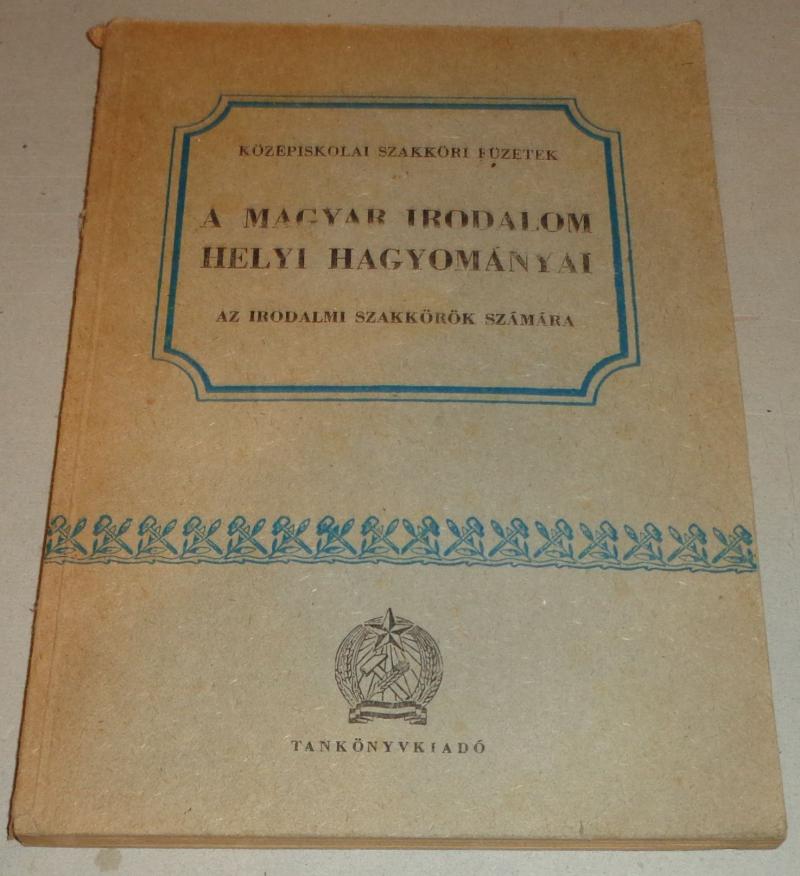 KÖZÉPISKOLAI SZAKKÖRI FÜZETEK
A MAGYAR IRODALOM
HELYI HAGYOMÁNYAI
AZ IRODALMI SZAKKÖRÖK SZÁMÁRA
TANKÖNYVKIADÓ